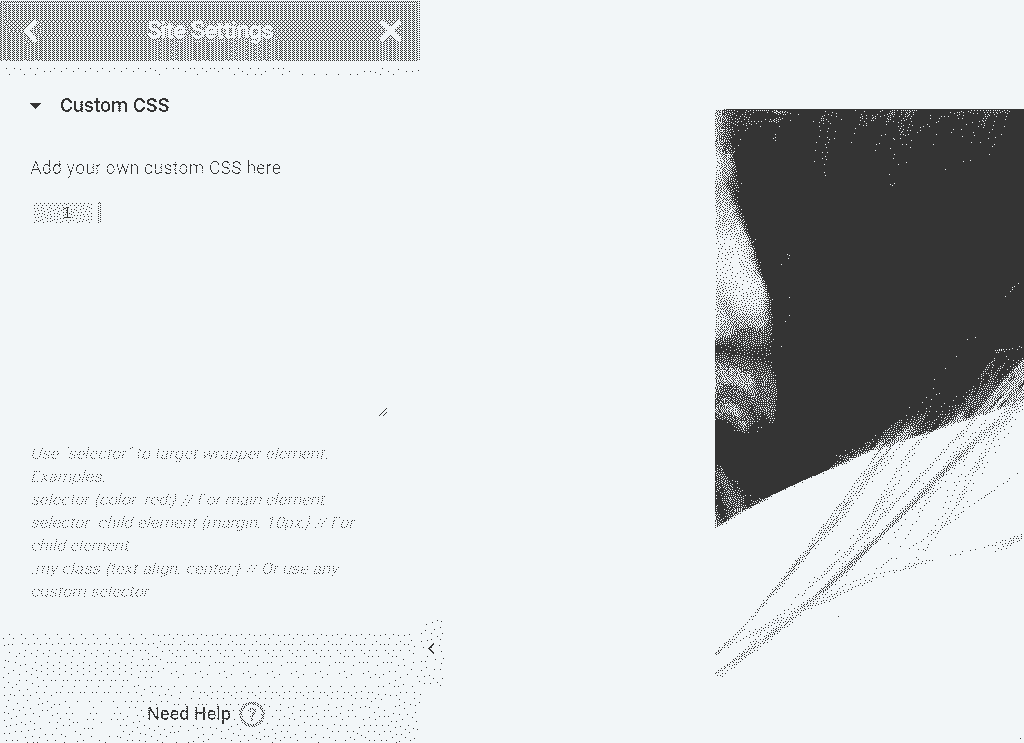 Site Settings
Custom CSS
Add your own custom CSS here
1
Use "selector" to target wrapper element.
Examples:
selector {color: red;} // For main element
selector .child-element {margin: 10px;} // For
child element
.my-class {text-align: center;} // Or use any
custom selector
Need Help ?